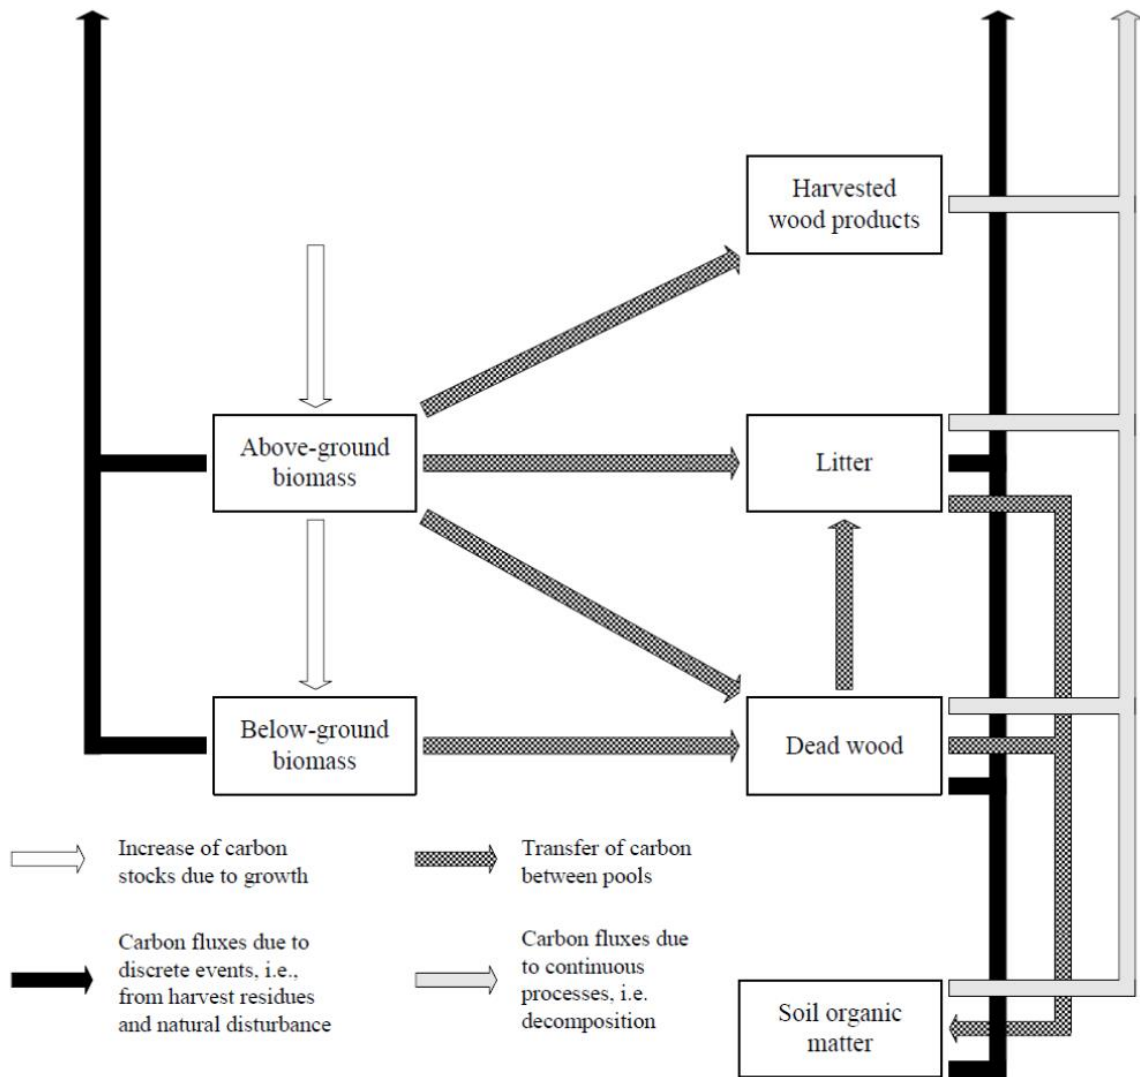 Harvested
wood products
Above-ground
biomass
Litter
Below-ground
biomass
Dead wood
Increase of carbon
stocks due to growth
Transfer of carbon
between pools
Carbon fluxes due to
discrete events, i.e.,
from harvest residues
and natural disturbance
Carbon fluxes due
to continuous
processes, i.e.
decomposition
Soil organic
matter